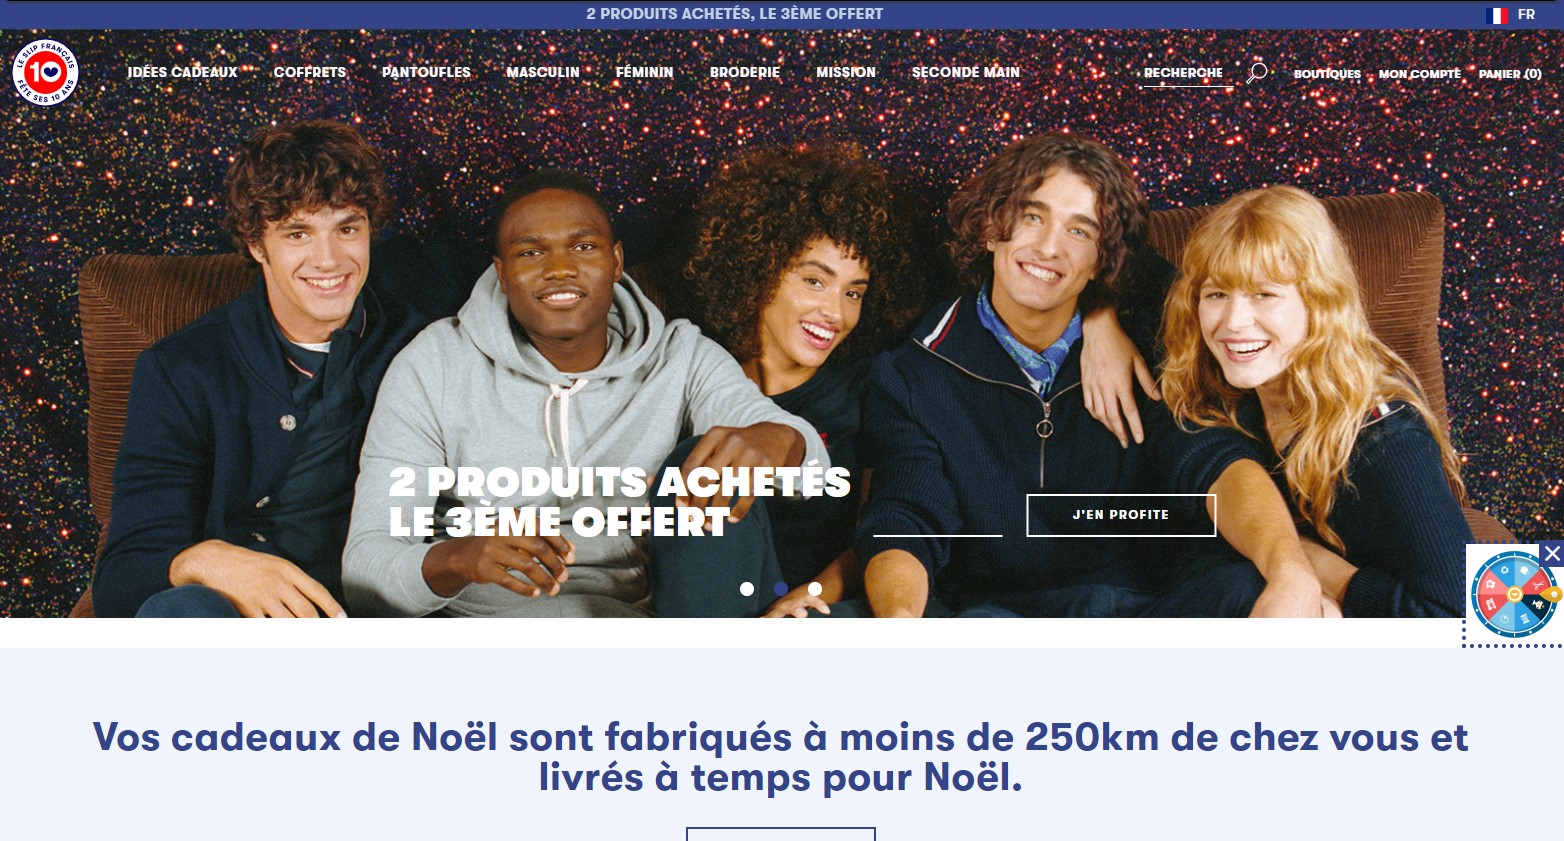 2 PRODUITS ACHETÉS, LE 3ÈME OFFERT
FR
LE SLIP FRANÇAIS
10
FÊTE SES 10 ANS
IDÉES CADEAUX
COFFRETS
PANTOUFLES
MASCULIN
FÉMININ
BRODERIE
MISSION
SECONDE MAIN
RECHERCHE
BOUTIQUES
MON COMPTE
PANIER (0)
2 PRODUITS ACHETÉS
LE 3ÈME OFFERT
J'EN PROFITE
Vos cadeaux de Noël sont fabriqués à moins de 250km de chez vous et
livrés à temps pour Noël.